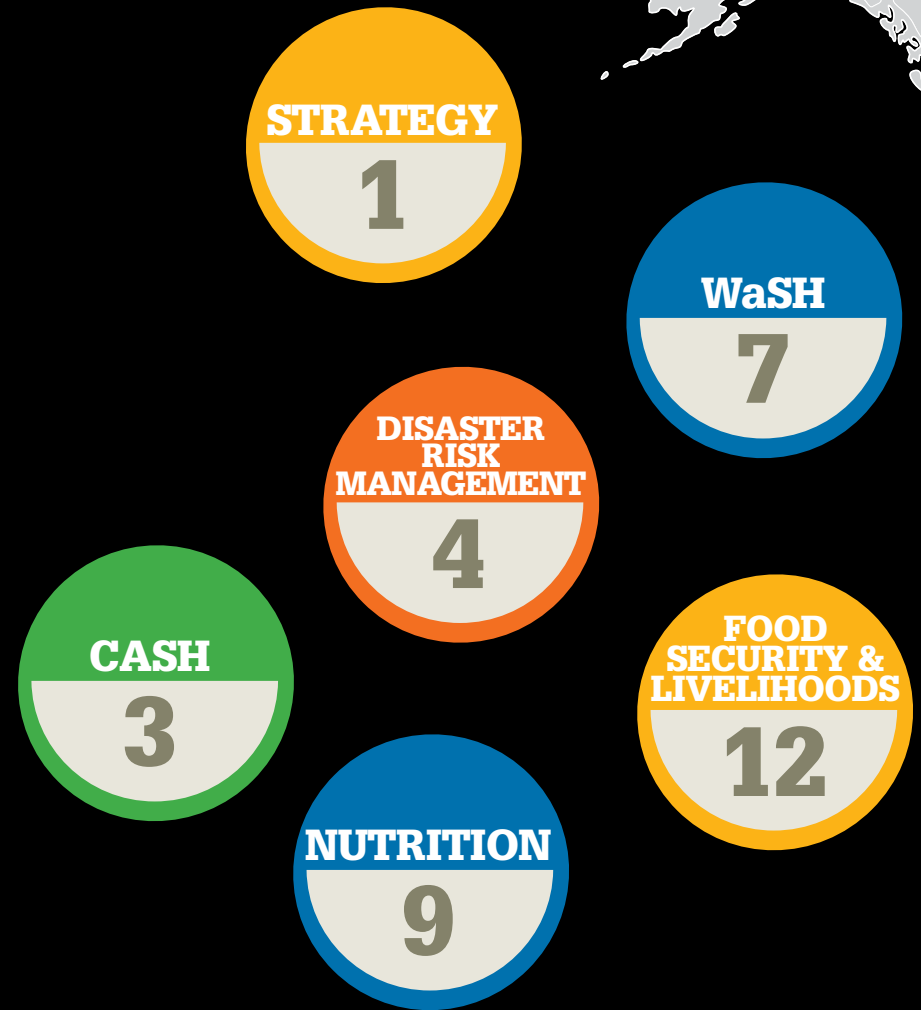 STRATEGY
1
WaSH
7
DISASTER
RISK
MANAGEMENT
4
CASH
3
FOOD
SECURITY &
LIVELIHOODS
12
NUTRITION
9